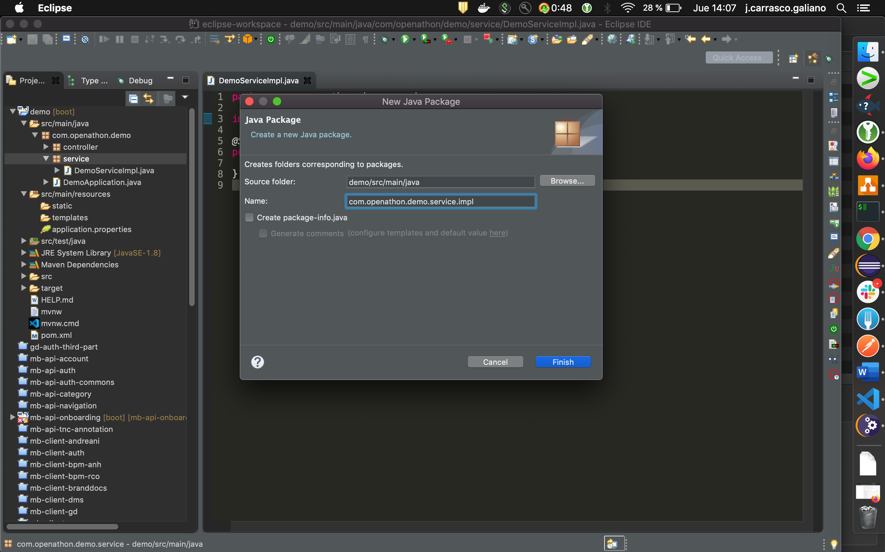 Eclipse
0:48
28 %
Jue 14:07
j.carrasco.galiano
eclipse-workspace - demo/src/main/java/com/openathon/demo/service/DemoServiceImpl.java - Eclipse IDE
Quick Access
Proje...
Type ...
Debug
DemoServiceImpl.java
demo [boot]
src/main/java
com.openathon.demo
controller
service
DemoServiceImpl.java
DemoApplication.java
src/main/resources
static
templates
application.properties
src/test/java
JRE System Library [JavaSE-1.8]
Maven Dependencies
src
target
HELP.md
mvnw
mvnw.cmd
pom.xml
gd-auth-third-part
mb-api-account
mb-api-auth
mb-api-auth-commons
mb-api-category
mb-api-navigation
mb-api-onboarding [boot] [mb-api-onboar
mb-api-tnc-annotation
mb-client-andreani
mb-client-auth
mb-client-bpm-anh
mb-client-bpm-rco
mb-client-branddocs
mb-client-dms
mb-client-gd
1
2
3
4
5
6
7
8 }
9
New Java Package
Java Package
Create a new Java package.
Creates folders corresponding to packages.
Source folder: demo/src/main/java Browse...
Name: com.openathon.demo.service.impl
Create package-info.java
Generate comments (configure templates and default value here)
?
Cancel
Finish
com.openathon.demo.service - demo/src/main/java